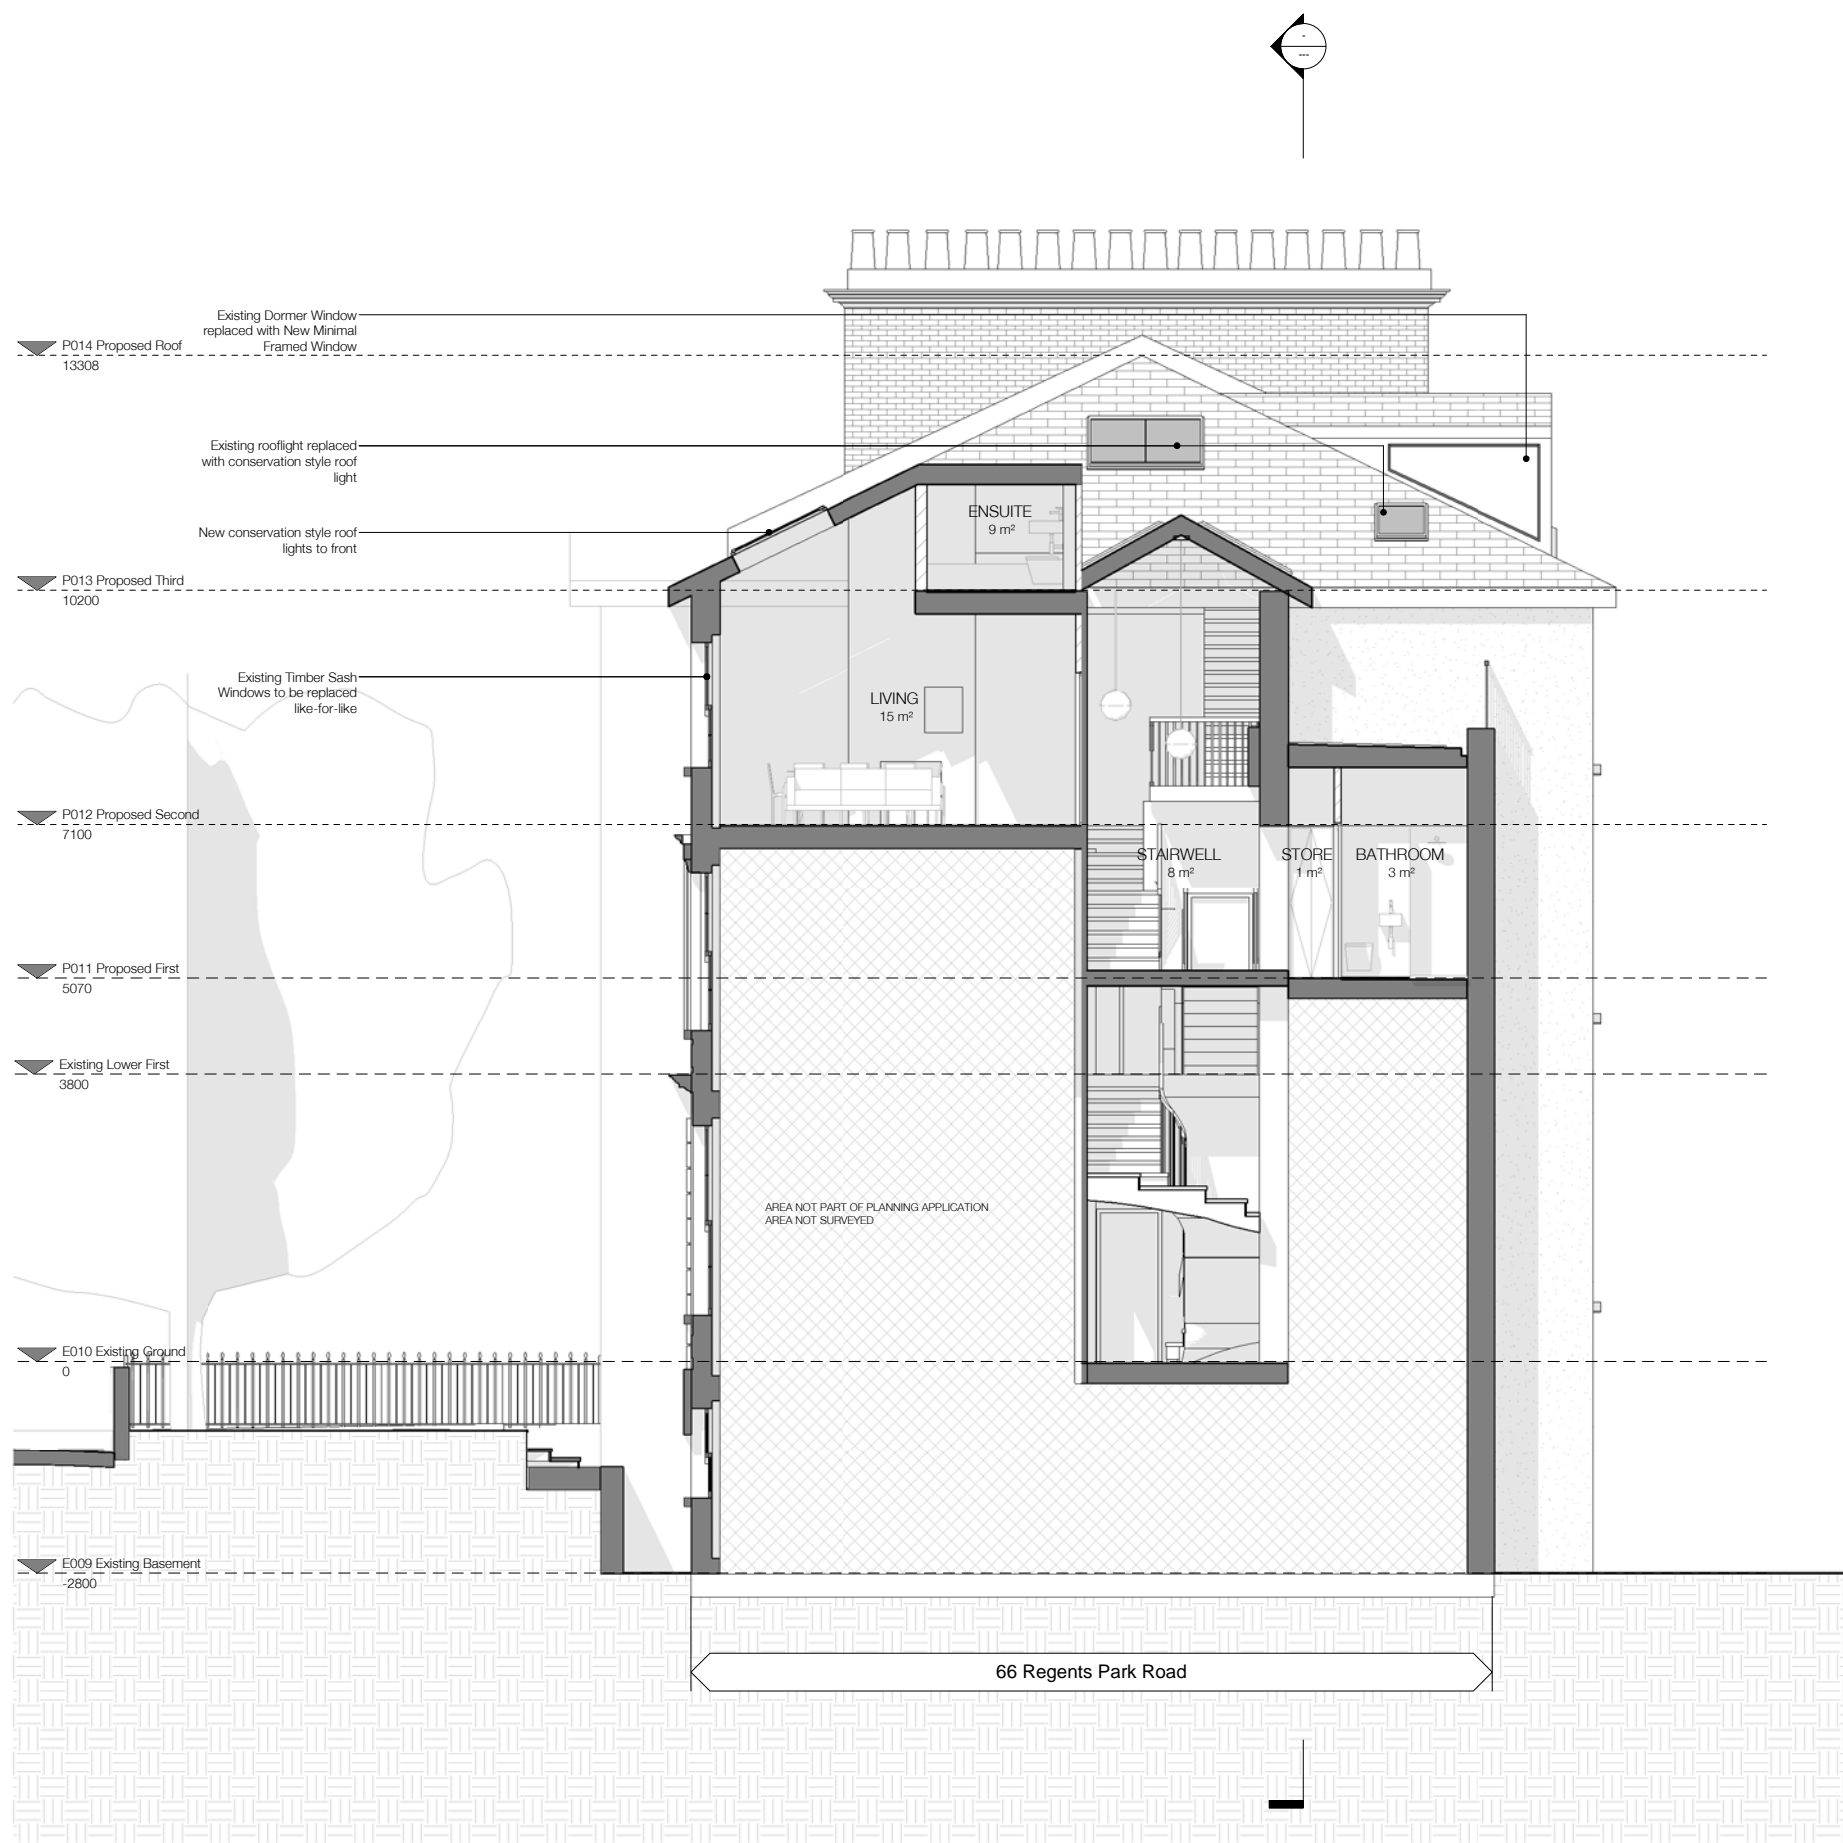 -
---
Existing Dormer Window
replaced with New Minimal
Framed Window
P014 Proposed Roof
13308
Existing rooflight replaced
with conservation style roof
light
ENSUITE
9 m²
New conservation style roof
lights to front
P013 Proposed Third
10200
Existing Timber Sash
Windows to be replaced
like-for-like
LIVING
15 m²
P012 Proposed Second
7100
STAIRWELL
8 m²
STORE
1 m²
BATHROOM
3 m²
P011 Proposed First
5070
Existing Lower First
3800
AREA NOT PART OF PLANNING APPLICATION
AREA NOT SURVEYED
E010 Existing Ground
0
E009 Existing Basement
-2800
66 Regents Park Road